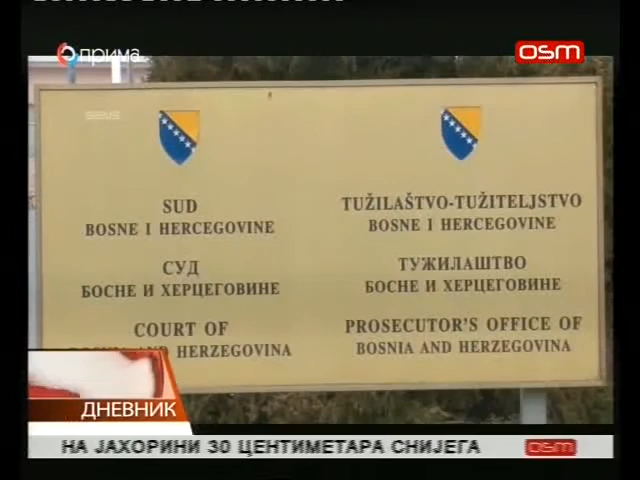 прима
OSM
SUD
BOSNE I HERCEGOVINE
СУД
БОСНЕ И ХЕРЦЕГОВИНЕ
COURT OF
BOSNIA AND HERZEGOVINA
TUŽILAŠTVO-TUŽITELJSTVO
BOSNE I HERCEGOVINE
ТУЖИЛАШТВО
БОСНЕ И ХЕРЦЕГОВИНЕ
PROSECUTOR'S OFFICE OF
BOSNIA AND HERZEGOVINA
ДНЕВНИК
НА ЈАХОРИНИ 30 ЦЕНТИМЕТАРА СНИЈЕГА
OSM